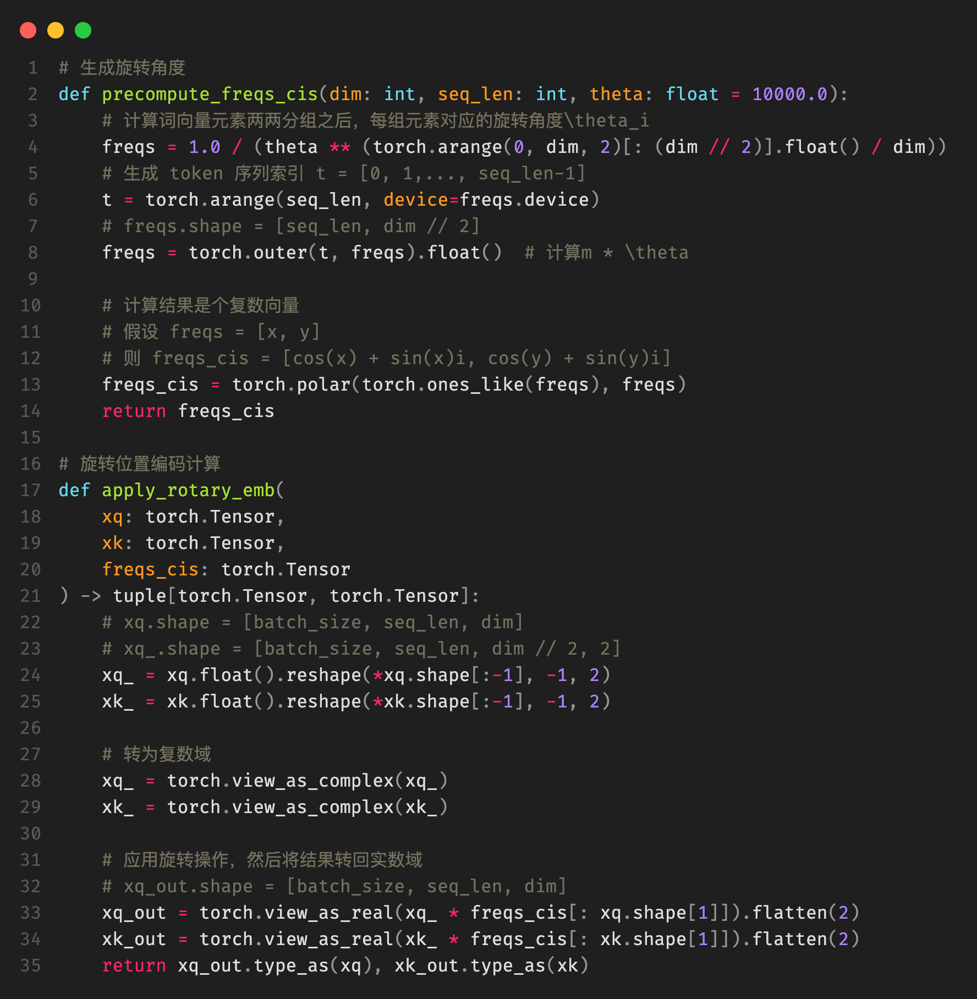 1 # 生成旋转角度
2 def precompute_freqs_cis(dim: int, seq_len: int, theta: float = 10000.0):
3     # 计算词向量元素两两分组之后，每组元素对应的旋转角度\theta_i
4     freqs = 1.0 / (theta ** (torch.arange(0, dim, 2)[: (dim // 2)].float() / dim))
5     # 生成 token 序列索引 t = [0, 1,..., seq_len-1]
6     t = torch.arange(seq_len, device=freqs.device)
7     # freqs.shape = [seq_len, dim // 2]
8     freqs = torch.outer(t, freqs).float()  # 计算m * \theta
9
10     # 计算结果是个复数向量
11     # 假设 freqs = [x, y]
12     # 则 freqs_cis = [cos(x) + sin(x)i, cos(y) + sin(y)i]
13     freqs_cis = torch.polar(torch.ones_like(freqs), freqs)
14     return freqs_cis
15
16 # 旋转位置编码计算
17 def apply_rotary_emb(
18     xq: torch.Tensor,
19     xk: torch.Tensor,
20     freqs_cis: torch.Tensor
21 ) -> tuple[torch.Tensor, torch.Tensor]:
22     # xq.shape = [batch_size, seq_len, dim]
23     # xq_.shape = [batch_size, seq_len, dim // 2, 2]
24     xq_ = xq.float().reshape(*xq.shape[:-1], -1, 2)
25     xk_ = xk.float().reshape(*xk.shape[:-1], -1, 2)
26
27     # 转为复数域
28     xq_ = torch.view_as_complex(xq_)
29     xk_ = torch.view_as_complex(xk_)
30
31     # 应用旋转操作，然后将结果转回实数域
32     # xq_out.shape = [batch_size, seq_len, dim]
33     xq_out = torch.view_as_real(xq_ * freqs_cis[: xq.shape[1]]).flatten(2)
34     xk_out = torch.view_as_real(xk_ * freqs_cis[: xk.shape[1]]).flatten(2)
35     return xq_out.type_as(xq), xk_out.type_as(xk)